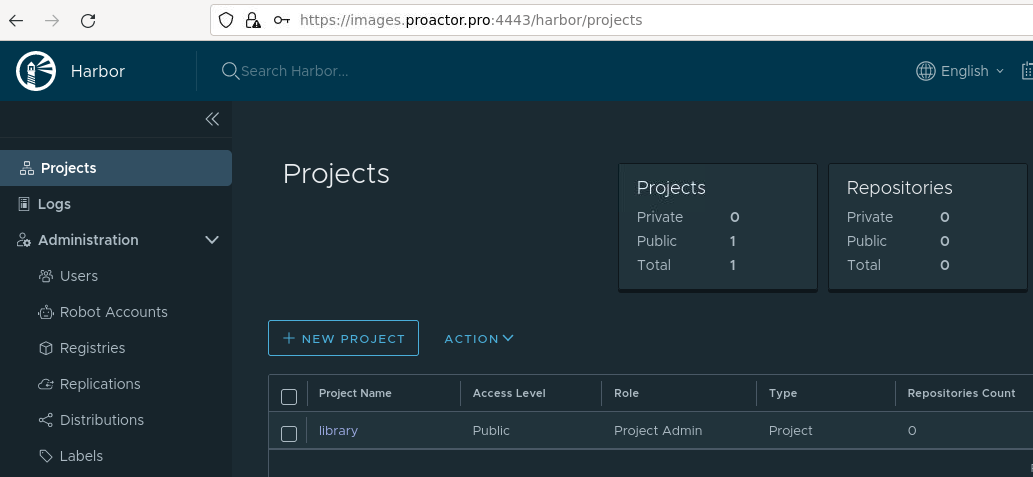 https://images.proactor.pro:4443/harbor/projects
Harbor
Search Harbor...
English
Projects
Logs
Administration
Users
Robot Accounts
Registries
Replications
Distributions
Labels
Projects
Projects
Private 0
Public 1
Total 1
Repositories
Private 0
Public 0
Total 0
NEW PROJECT
ACTION
Project Name Access Level Role Type Repositories Count
library Public Project Admin Project 0